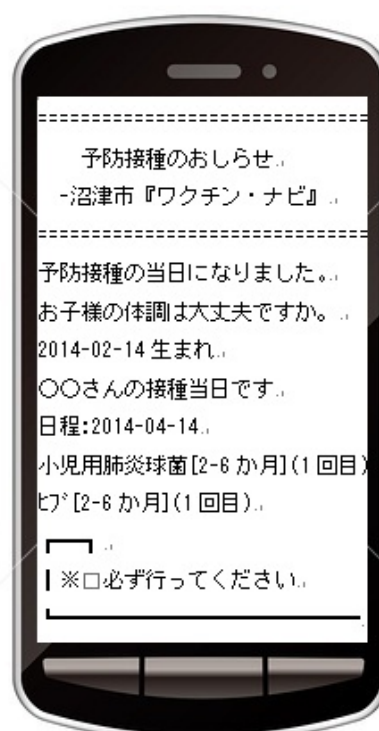 ================================
予防接種のおしらせ
-沼津市『ワクチン・ナビ』
================================
予防接種の当日になりました。
お子様の体調は大丈夫ですか。
2014-02-14 生まれ
〇〇さんの接種当日です
日程:2014-04-14
小児用肺炎球菌[2-6 か月](1 回目)
ﾋﾌﾞ[2-6 か月](1 回目)
※□必ず行ってください